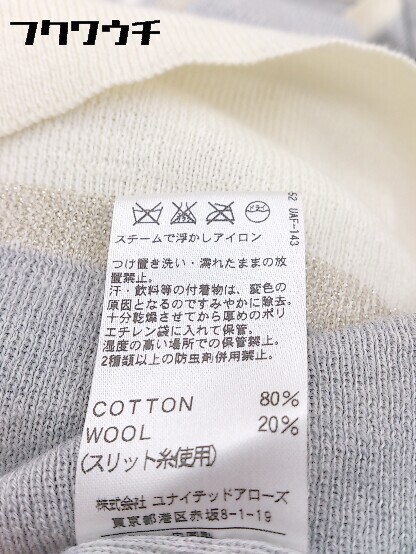 フクワウチ
ドライ
52 UAF-143
スチームで浮かしアイロン
つけ置き洗い・濡れたままの放
置禁止。
汗・飲料等の付着物は、変色の
原因となるのですみやかに除去。
十分乾燥させてから厚めのポリ
エチレン袋に入れて保管。
湿度の高い場所での保管禁止。
2種類以上の防虫剤併用禁止。
COTTON 80%
WOOL 20%
(スリット糸使用)
株式会社 ユナイテッドアローズ
東京都港区赤坂8-1-19